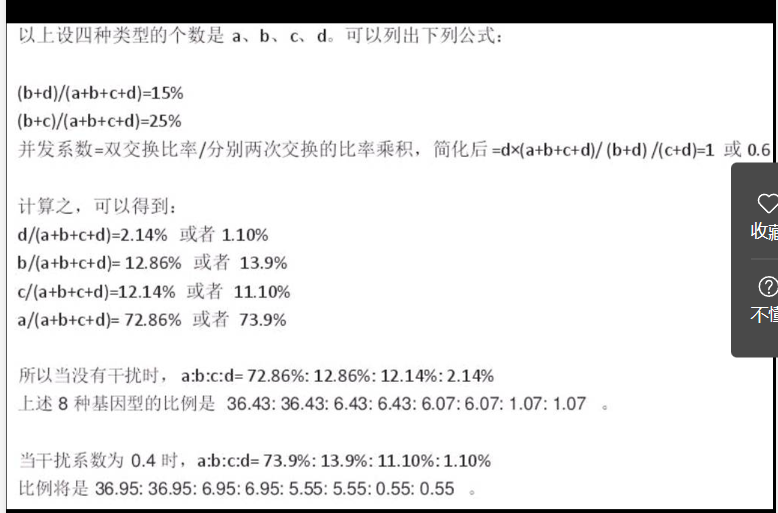 以上设四种类型的个数是 a、b、c、d。可以列出下列公式：
(b+d)/(a+b+c+d)=15%
(b+c)/(a+b+c+d)=25%
并发系数=双交换比率/分别两次交换的比率乘积，简化后=d×(a+b+c+d)/ (b+d) /(c+d)=1 或 0.6
计算之，可以得到：
d/(a+b+c+d)=2.14% 或者 1.10%
b/(a+b+c+d)= 12.86% 或者 13.9%
c/(a+b+c+d)=12.14% 或者 11.10%
a/(a+b+c+d)= 72.86% 或者 73.9%
所以当没有干扰时，a:b:c:d= 72.86%: 12.86%: 12.14%: 2.14%
上述 8 种基因型的比例是 36.43: 36.43: 6.43: 6.43: 6.07: 6.07: 1.07: 1.07 。
当干扰系数为 0.4 时，a:b:c:d= 73.9%: 13.9%: 11.10%: 1.10%
比例将是 36.95: 36.95: 6.95: 6.95: 5.55: 5.55: 0.55: 0.55 。
收藏
不懂